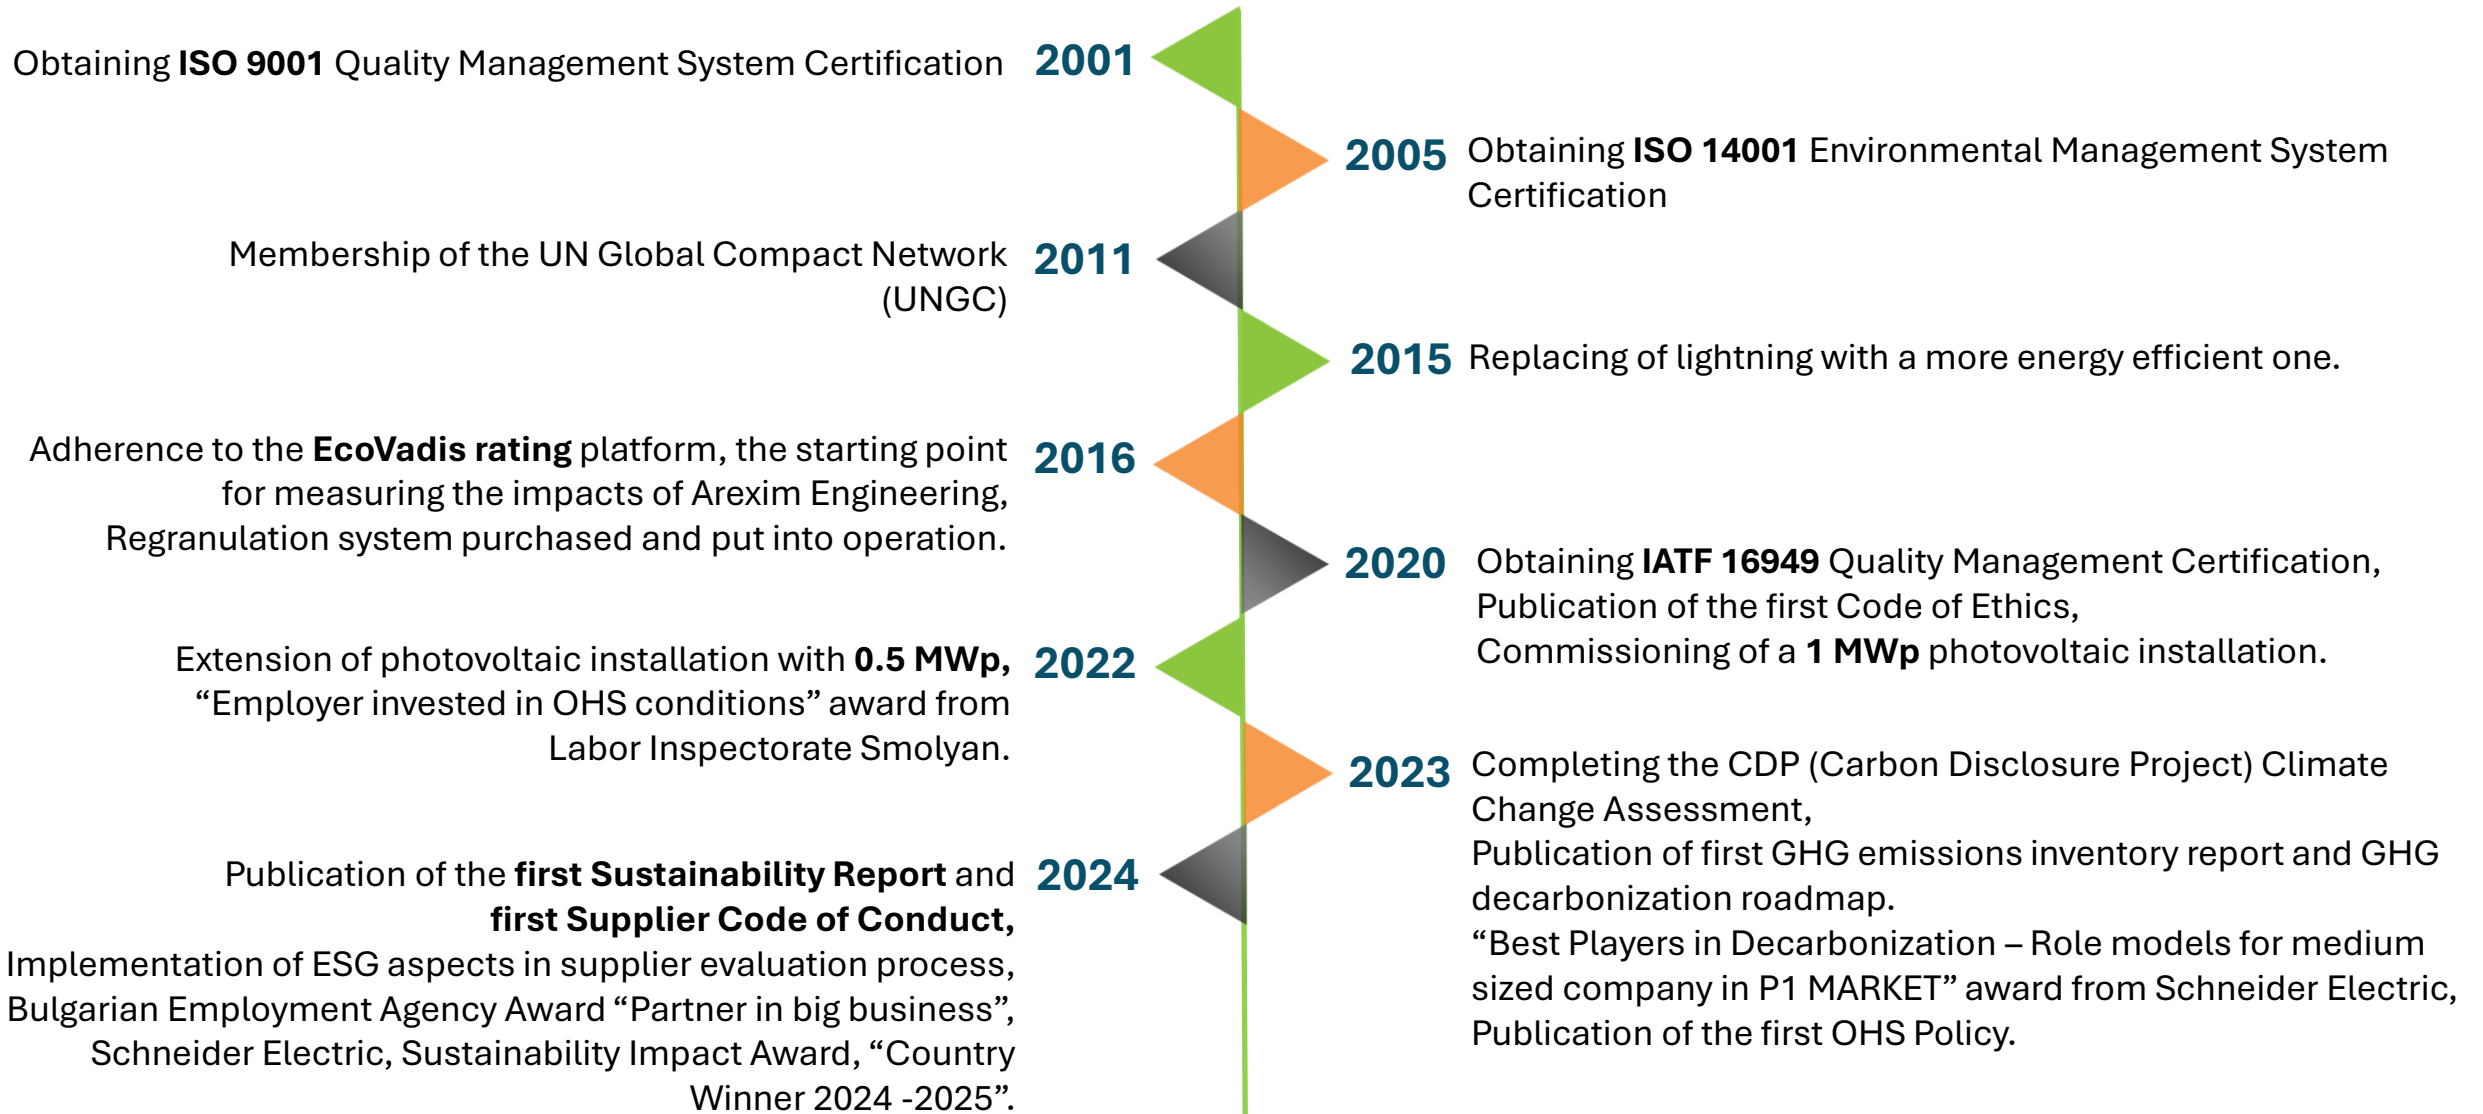 Obtaining ISO 9001 Quality Management System Certification
2001
2005
Obtaining ISO 14001 Environmental Management System
Certification
Membership of the UN Global Compact Network
(UNGC)
2011
2015
Replacing of lightning with a more energy efficient one.
Adherence to the EcoVadis rating platform, the starting point
for measuring the impacts of Arexim Engineering,
Regranulation system purchased and put into operation.
2016
2020
Obtaining IATF 16949 Quality Management Certification,
Publication of the first Code of Ethics,
Commissioning of a 1 MWp photovoltaic installation.
Extension of photovoltaic installation with 0.5 MWp,
“Employer invested in OHS conditions” award from
Labor Inspectorate Smolyan.
2022
2023
Completing the CDP (Carbon Disclosure Project) Climate
Change Assessment,
Publication of first GHG emissions inventory report and GHG
decarbonization roadmap.
“Best Players in Decarbonization – Role models for medium
sized company in P1 MARKET” award from Schneider Electric,
Publication of the first OHS Policy.
Publication of the first Sustainability Report and
first Supplier Code of Conduct,
Implementation of ESG aspects in supplier evaluation process,
Bulgarian Employment Agency Award “Partner in big business”,
Schneider Electric, Sustainability Impact Award, “Country
Winner 2024 -2025”.
2024